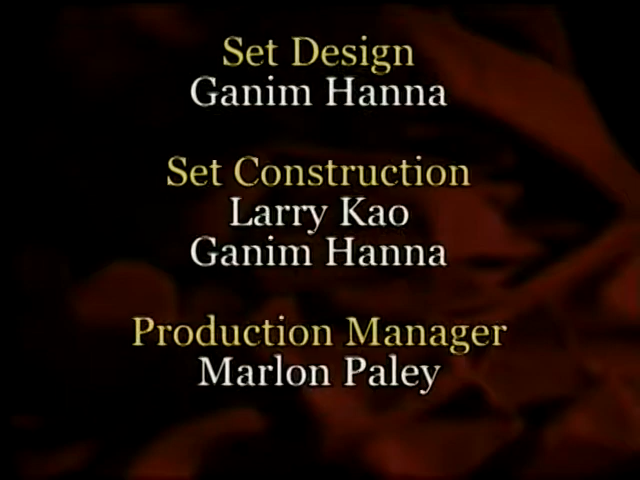 Set Design
Ganim Hanna
Set Construction
Larry Kao
Ganim Hanna
Production Manager
Marlon Paley